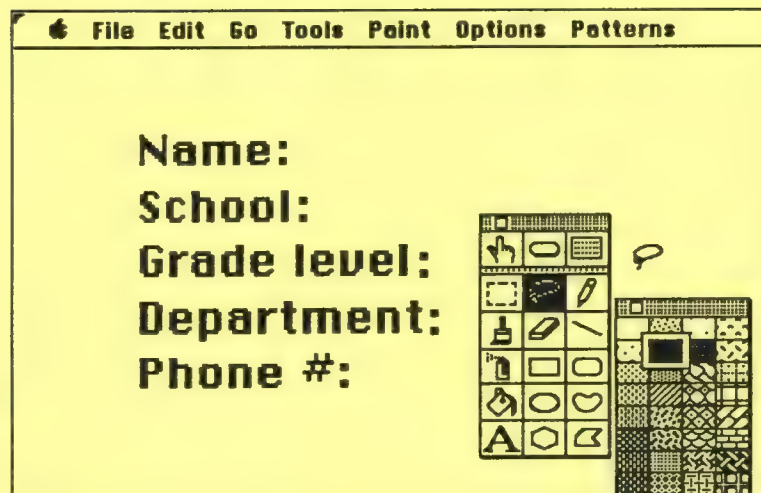 File Edit Go Tools Paint Options Patterns
Name:
School:
Grade level:
Department:
Phone #:
A